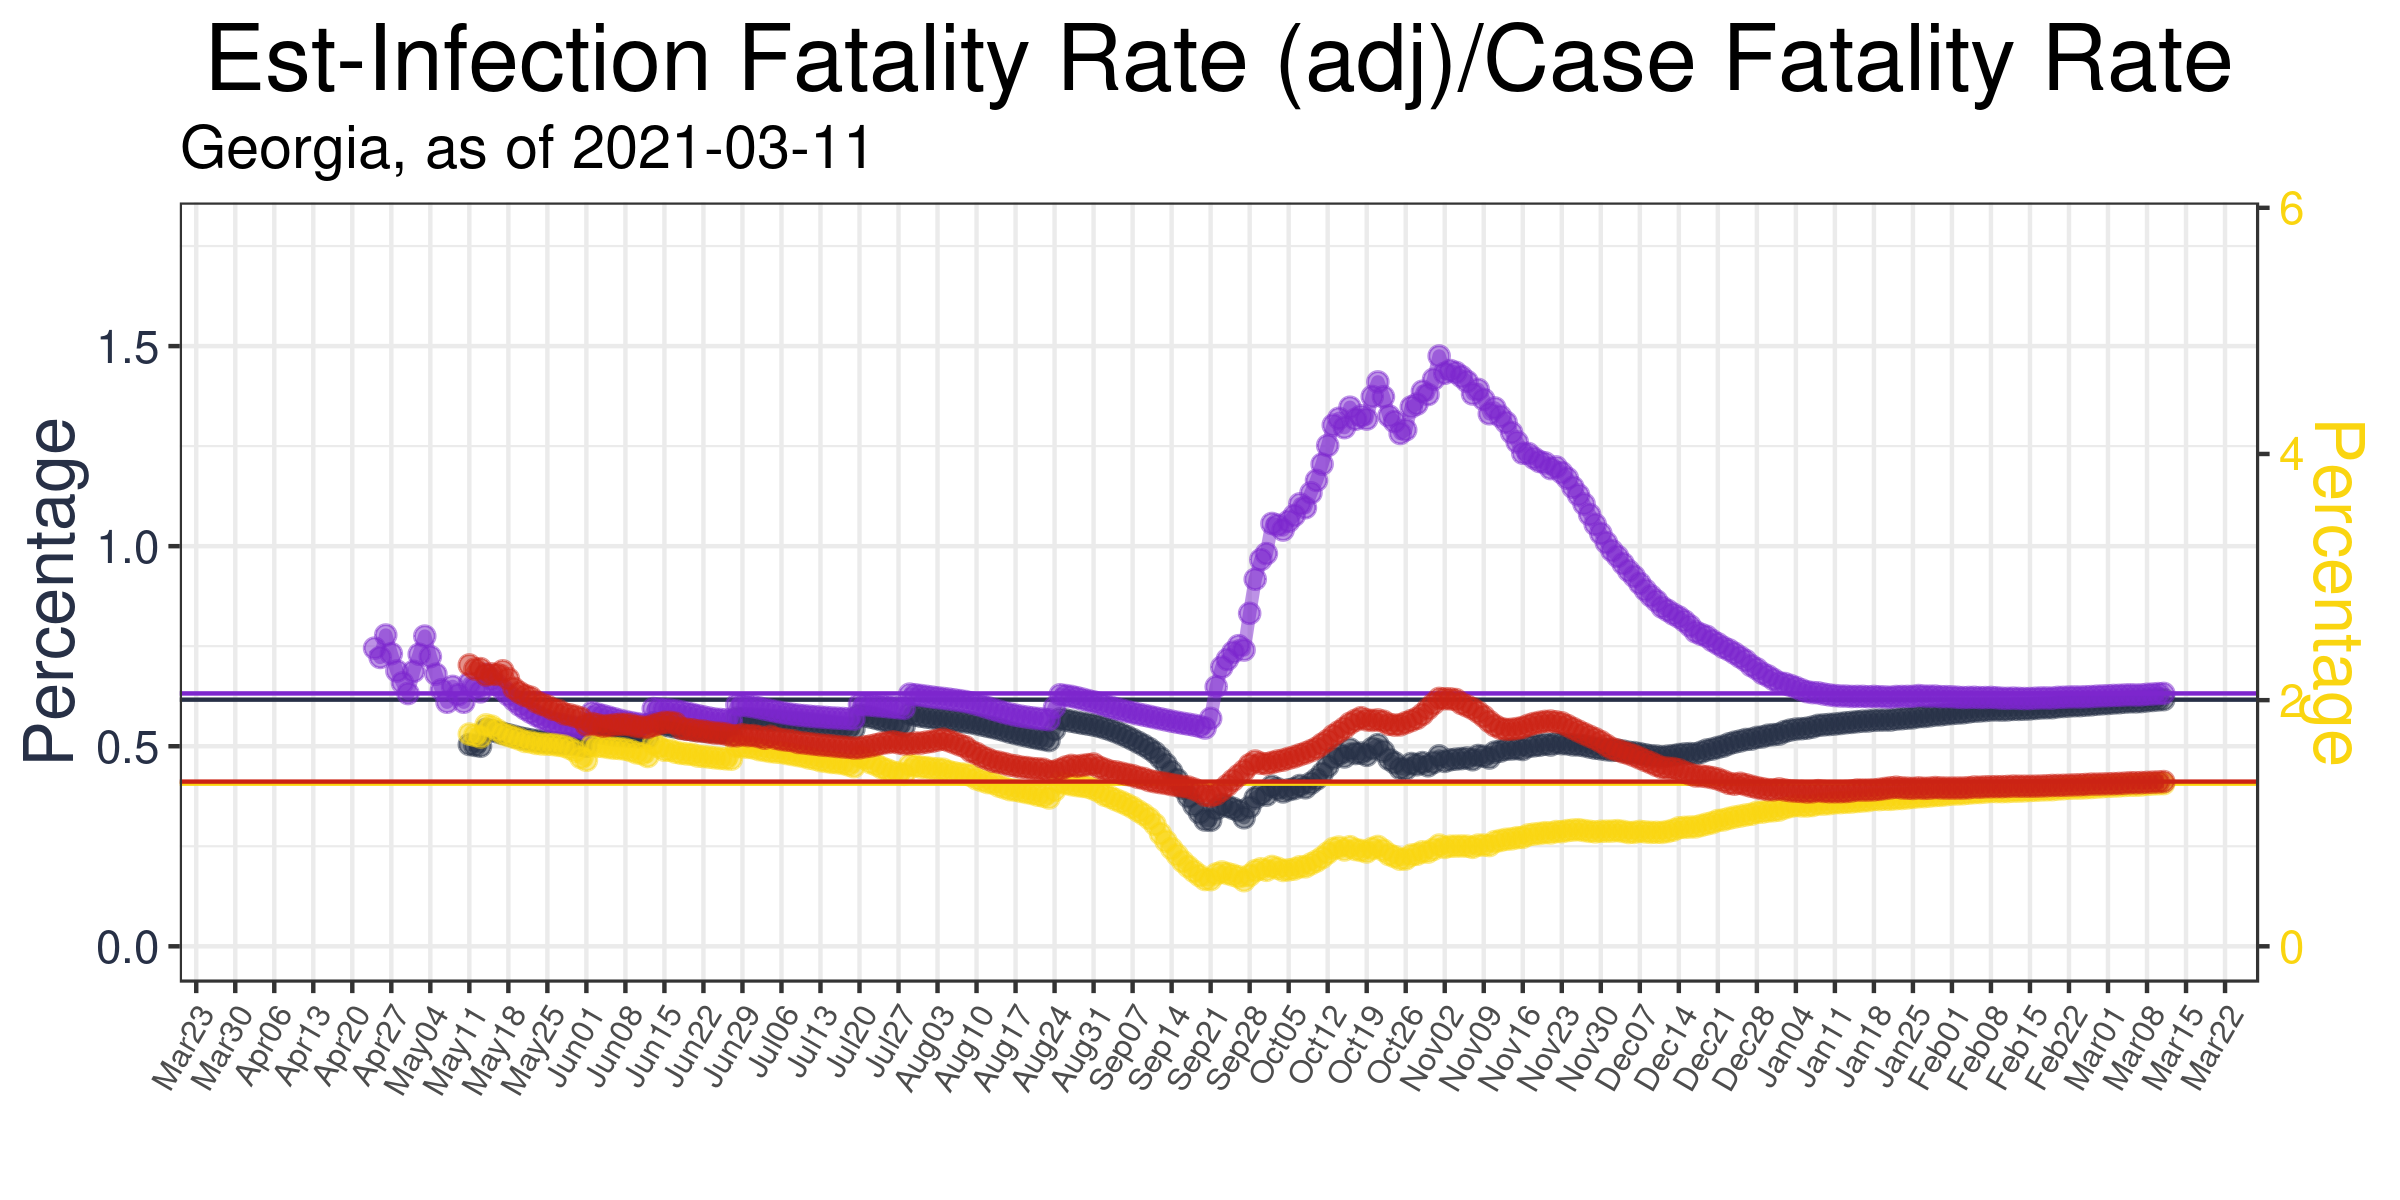 Est-Infection Fatality Rate (adj)/Case Fatality Rate
Georgia, as of 2021-03-11
Percentage
1.5
1.0
0.5
0.0
6
4
2
0
Percentage
Mar23
Mar30
Apr06
Apr13
Apr20
Apr27
May04
May11
May18
May25
Jun01
Jun08
Jun15
Jun22
Jun29
Jul06
Jul13
Jul20
Jul27
Aug03
Aug10
Aug17
Aug24
Aug31
Sep07
Sep14
Sep21
Sep28
Oct05
Oct12
Oct19
Oct26
Nov02
Nov09
Nov16
Nov23
Nov30
Dec07
Dec14
Dec21
Dec28
Jan04
Jan11
Jan18
Jan25
Feb01
Feb08
Feb15
Feb22
Mar01
Mar08
Mar15
Mar22